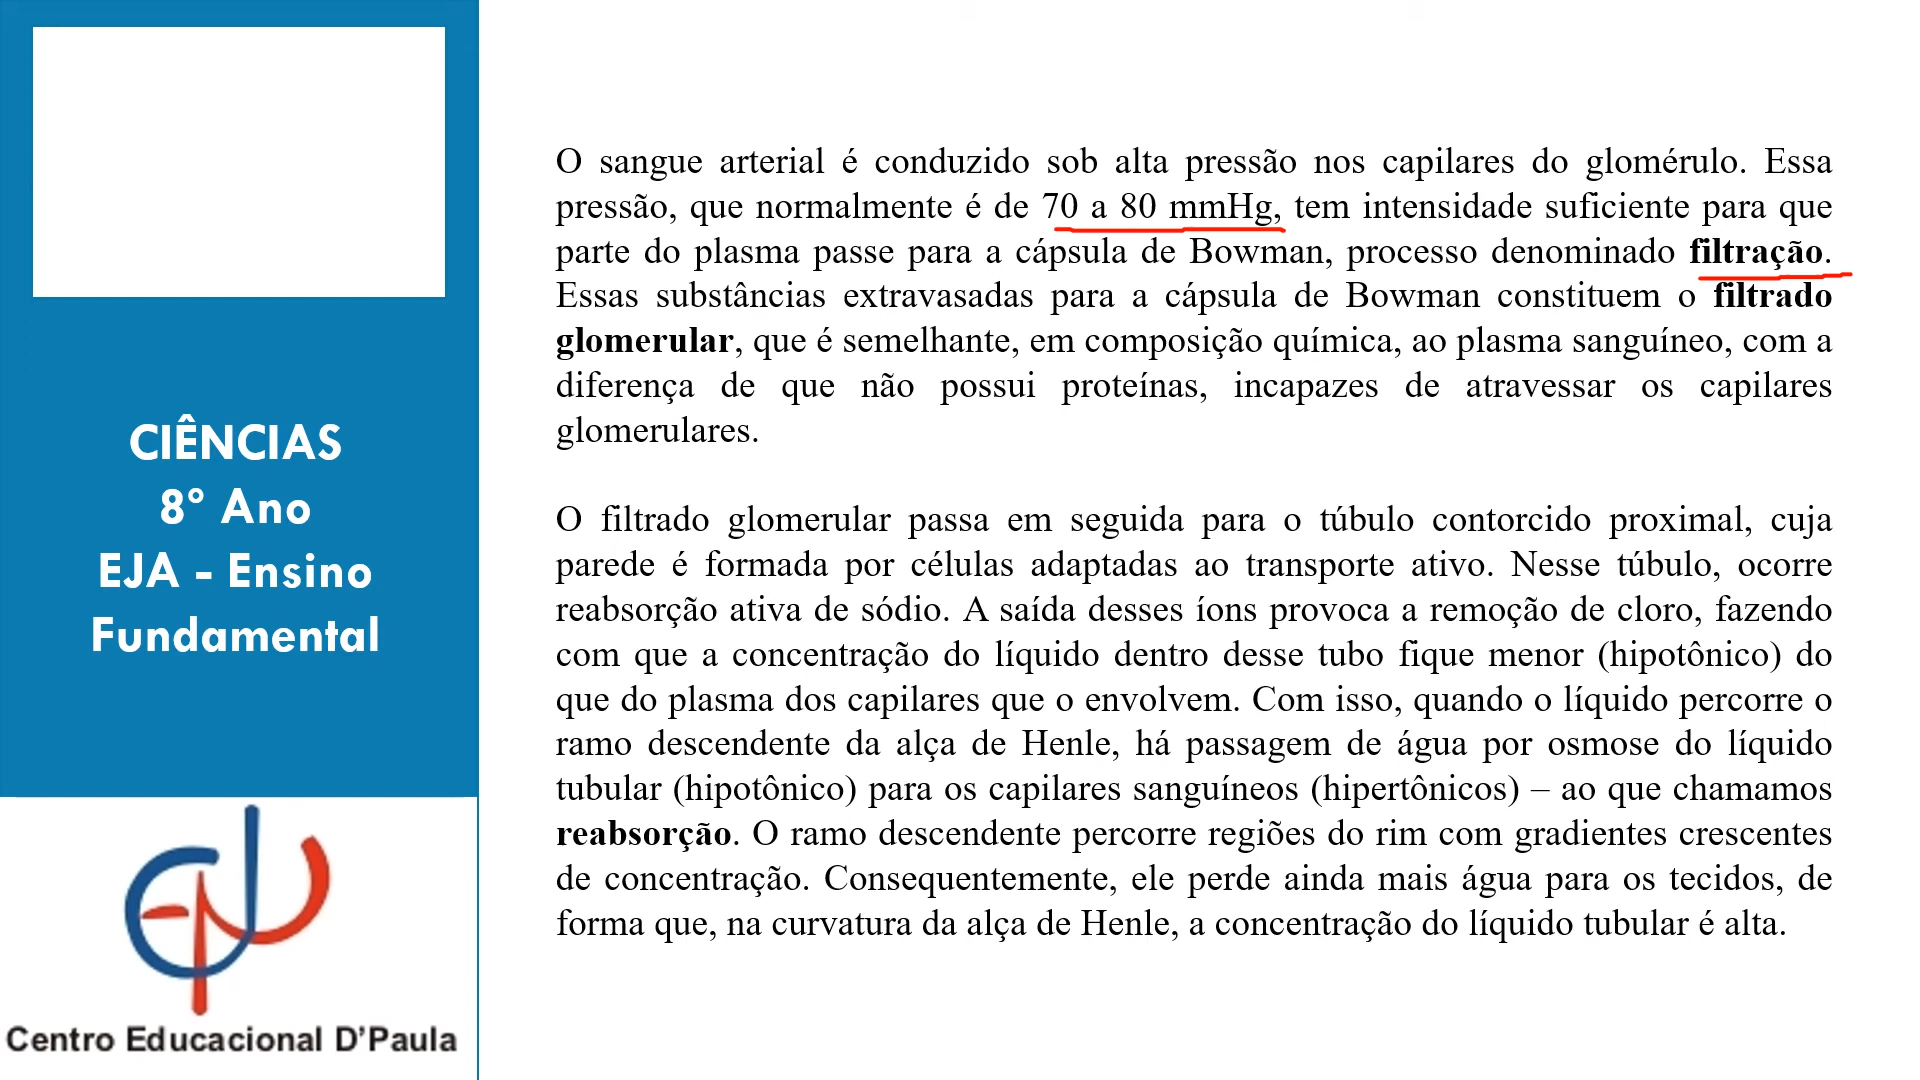 CIÊNCIAS
8° Ano
EJA - Ensino
Fundamental
Centro Educacional D'Paula
O sangue arterial é conduzido sob alta pressão nos capilares do glomérulo. Essa
pressão, que normalmente é de 70 a 80 mmHg, tem intensidade suficiente para que
parte do plasma passe para a cápsula de Bowman, processo denominado filtração.
Essas substâncias extravasadas para a cápsula de Bowman constituem o filtrado
glomerular, que é semelhante, em composição química, ao plasma sanguíneo, com a
diferença de que não possui proteínas, incapazes de atravessar os capilares
glomerulares.
O filtrado glomerular passa em seguida para o túbulo contorcido proximal, cuja
parede é formada por células adaptadas ao transporte ativo. Nesse túbulo, ocorre
reabsorção ativa de sódio. A saída desses íons provoca a remoção de cloro, fazendo
com que a concentração do líquido dentro desse tubo fique menor (hipotônico) do
que do plasma dos capilares que o envolvem. Com isso, quando o líquido percorre o
ramo descendente da alça de Henle, há passagem de água por osmose do líquido
tubular (hipotônico) para os capilares sanguíneos (hipertônicos) – ao que chamamos
reabsorção. O ramo descendente percorre regiões do rim com gradientes crescentes
de concentração. Consequentemente, ele perde ainda mais água para os tecidos, de
forma que, na curvatura da alça de Henle, a concentração do líquido tubular é alta.